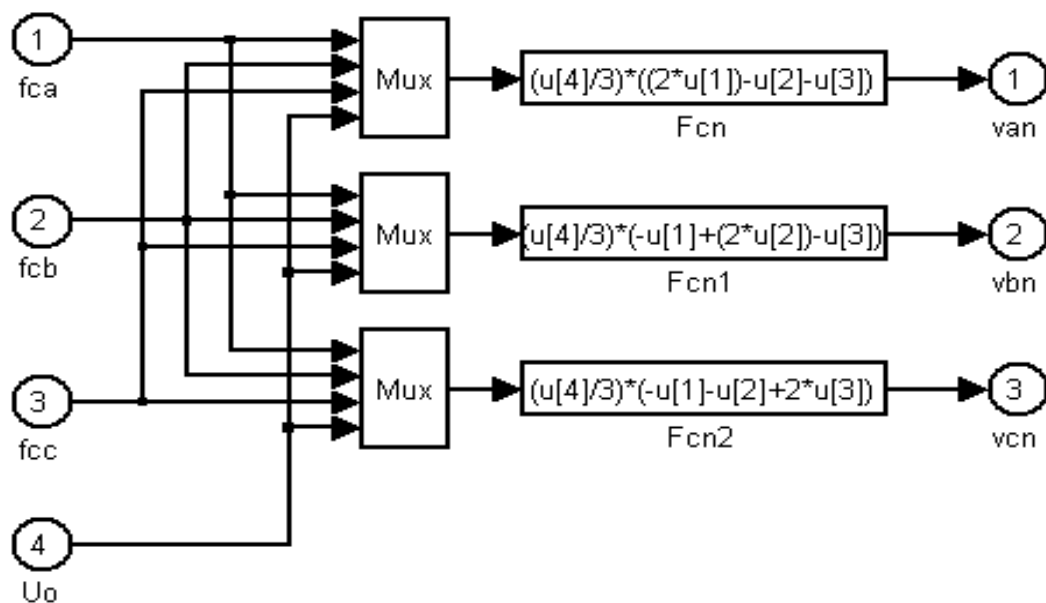 1
fca
Mux
(u[4]/3)*((2*u[1])-u[2]-u[3])
Fcn
1
van
2
fcb
Mux
(u[4]/3)*(-u[1]+(2*u[2])-u[3])
Fcn1
2
vbn
3
fcc
Mux
(u[4]/3)*(-u[1]-u[2]+2*u[3])
Fcn2
3
vcn
4
Uo